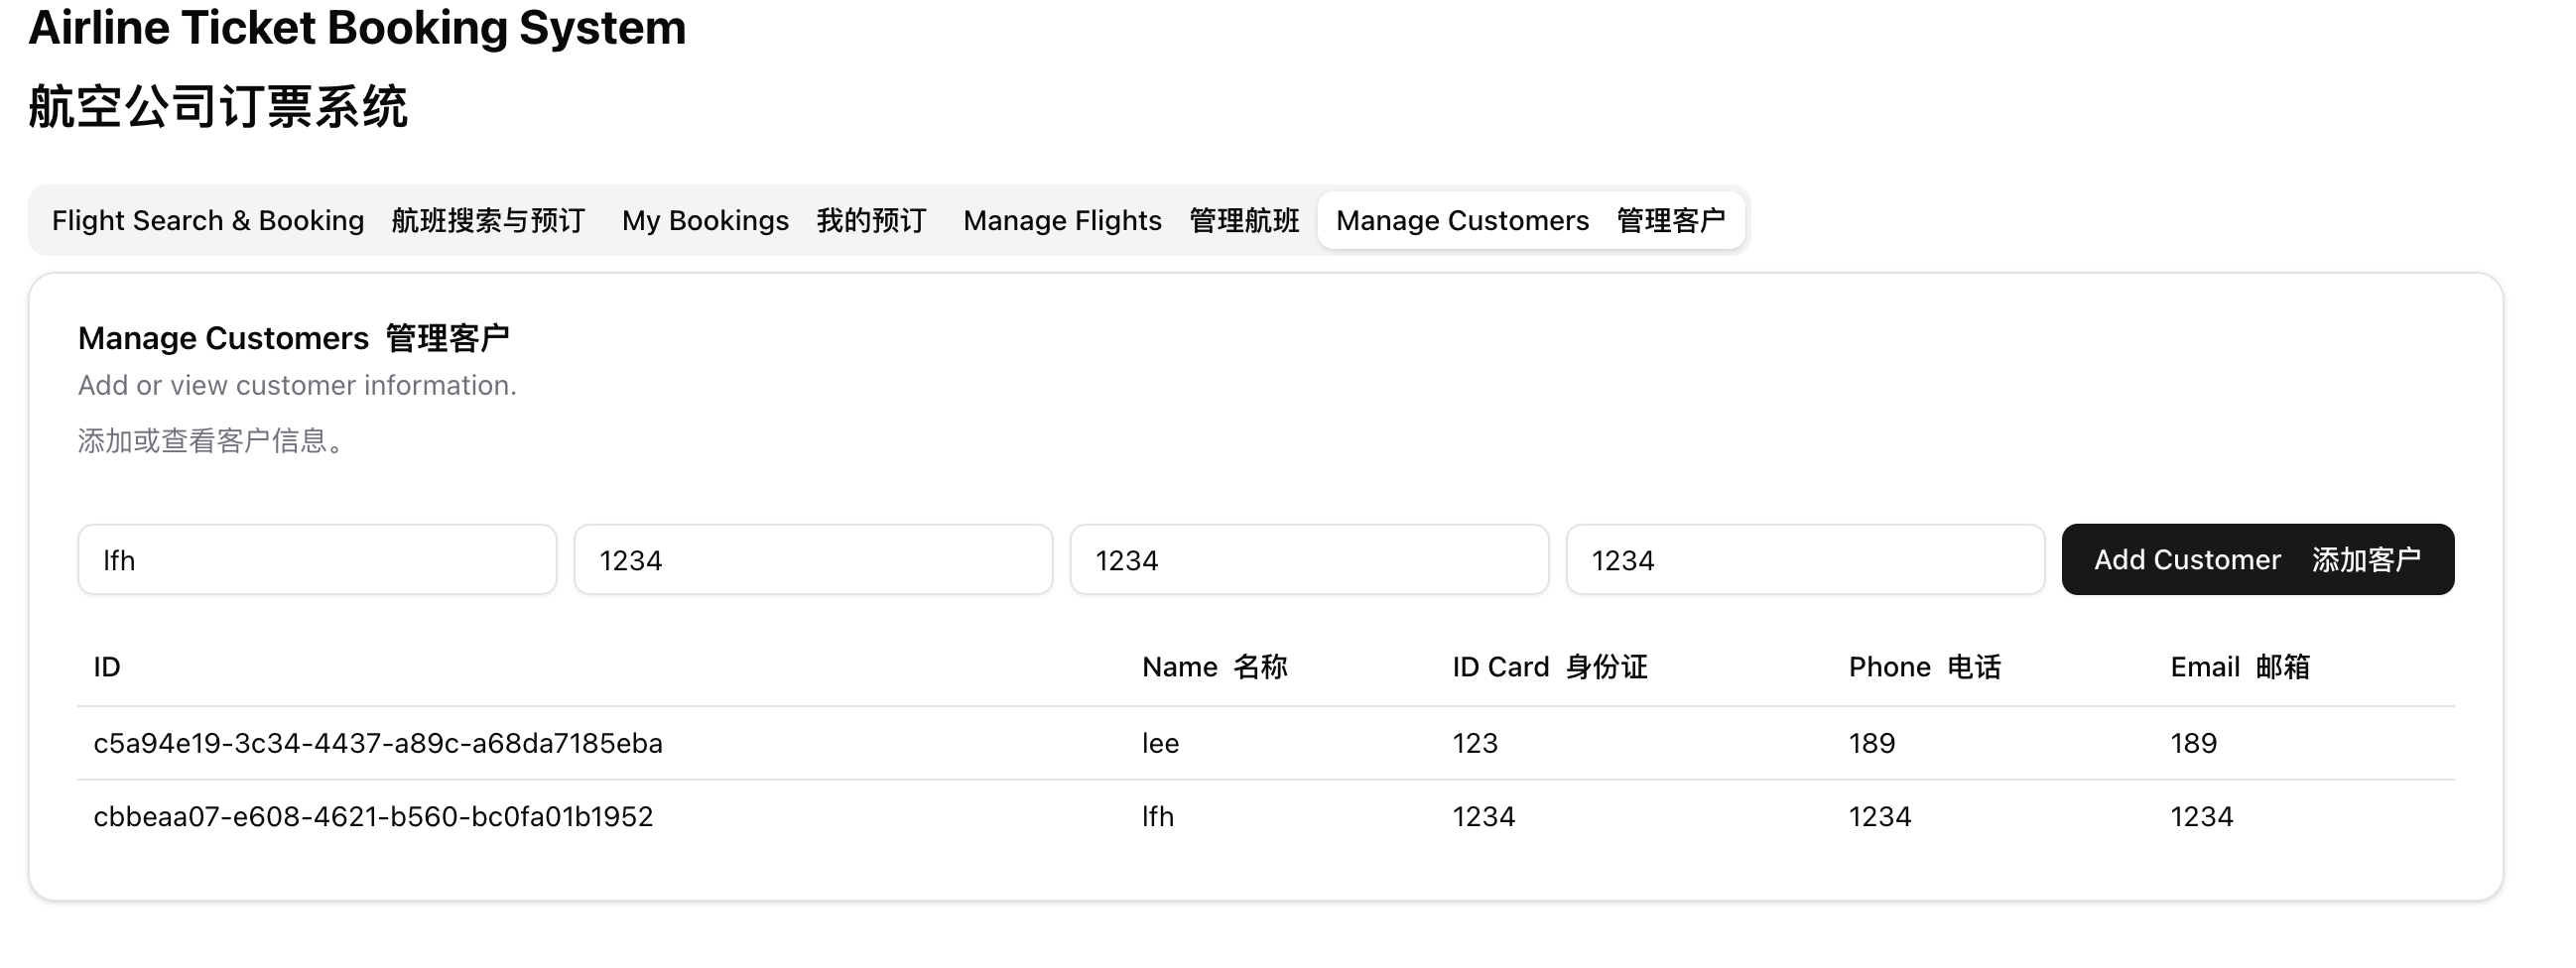 Airline Ticket Booking System
航空公司订票系统
Flight Search & Booking 航班搜索与预订 My Bookings 我的预订 Manage Flights 管理航班 Manage Customers 管理客户
Manage Customers 管理客户
Add or view customer information.
添加或查看客户信息。
lfh 1234 1234 1234 Add Customer 添加客户
ID Name 名称 ID Card 身份证 Phone 电话 Email 邮箱
c5a94e19-3c34-4437-a89c-a68da7185eba lee 123 189 189
cbbeaa07-e608-4621-b560-bc0fa01b1952 lfh 1234 1234 1234